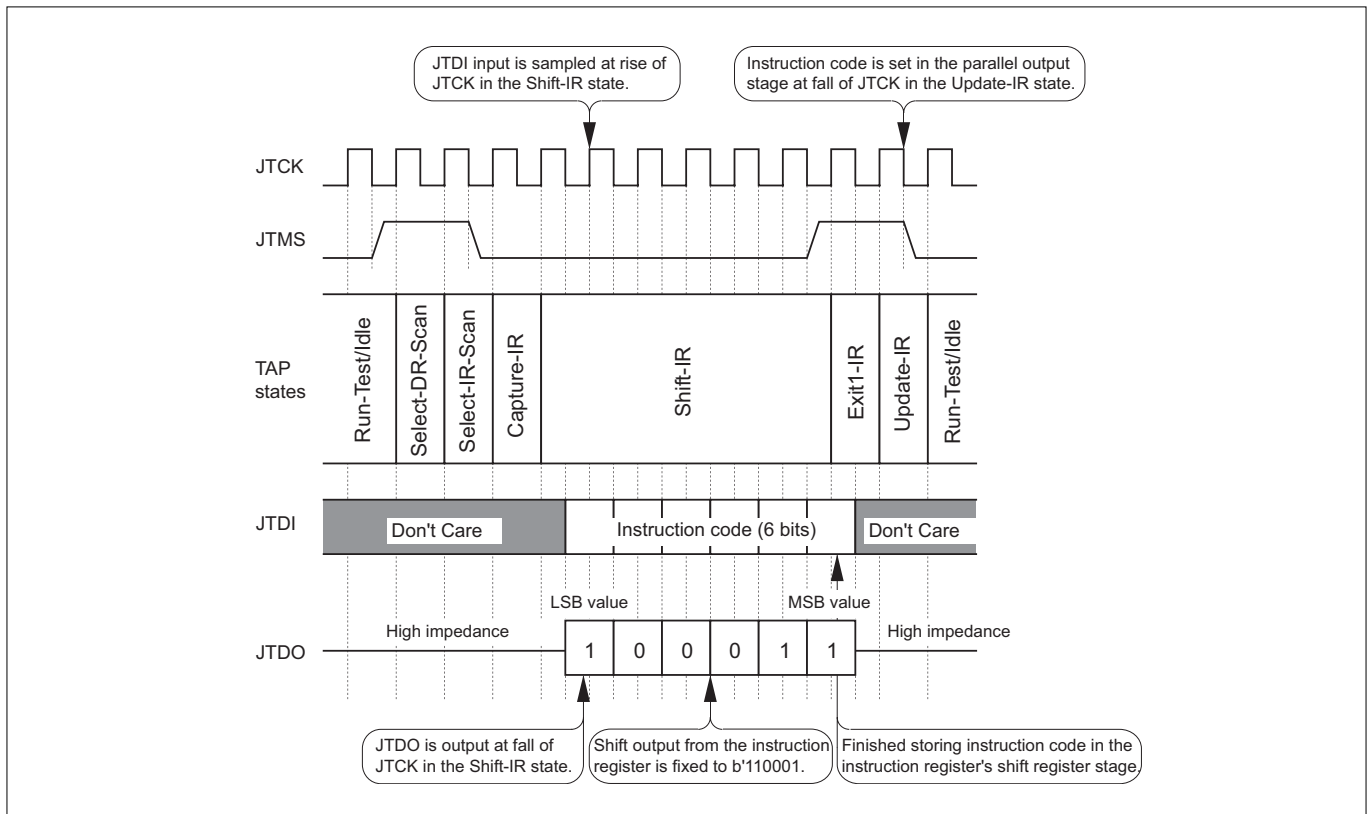 JTDI input is sampled at rise of
JTCK in the Shift-IR state.
Instruction code is set in the parallel output
stage at fall of JTCK in the Update-IR state.
JTCK
JTMS
TAP
states
Run-Test/Idle
Select-DR-Scan
Select-IR-Scan
Capture-IR
Shift-IR
Exit1-IR
Update-IR
Run-Test/Idle
JTDI
Don't Care
Instruction code (6 bits)
Don't Care
LSB value
MSB value
JTDO
High impedance
1 0 0 0 1 1
High impedance
JTDO is output at fall of
JTCK in the Shift-IR state.
Shift output from the instruction
register is fixed to b'110001.
Finished storing instruction code in the
instruction register's shift register stage.